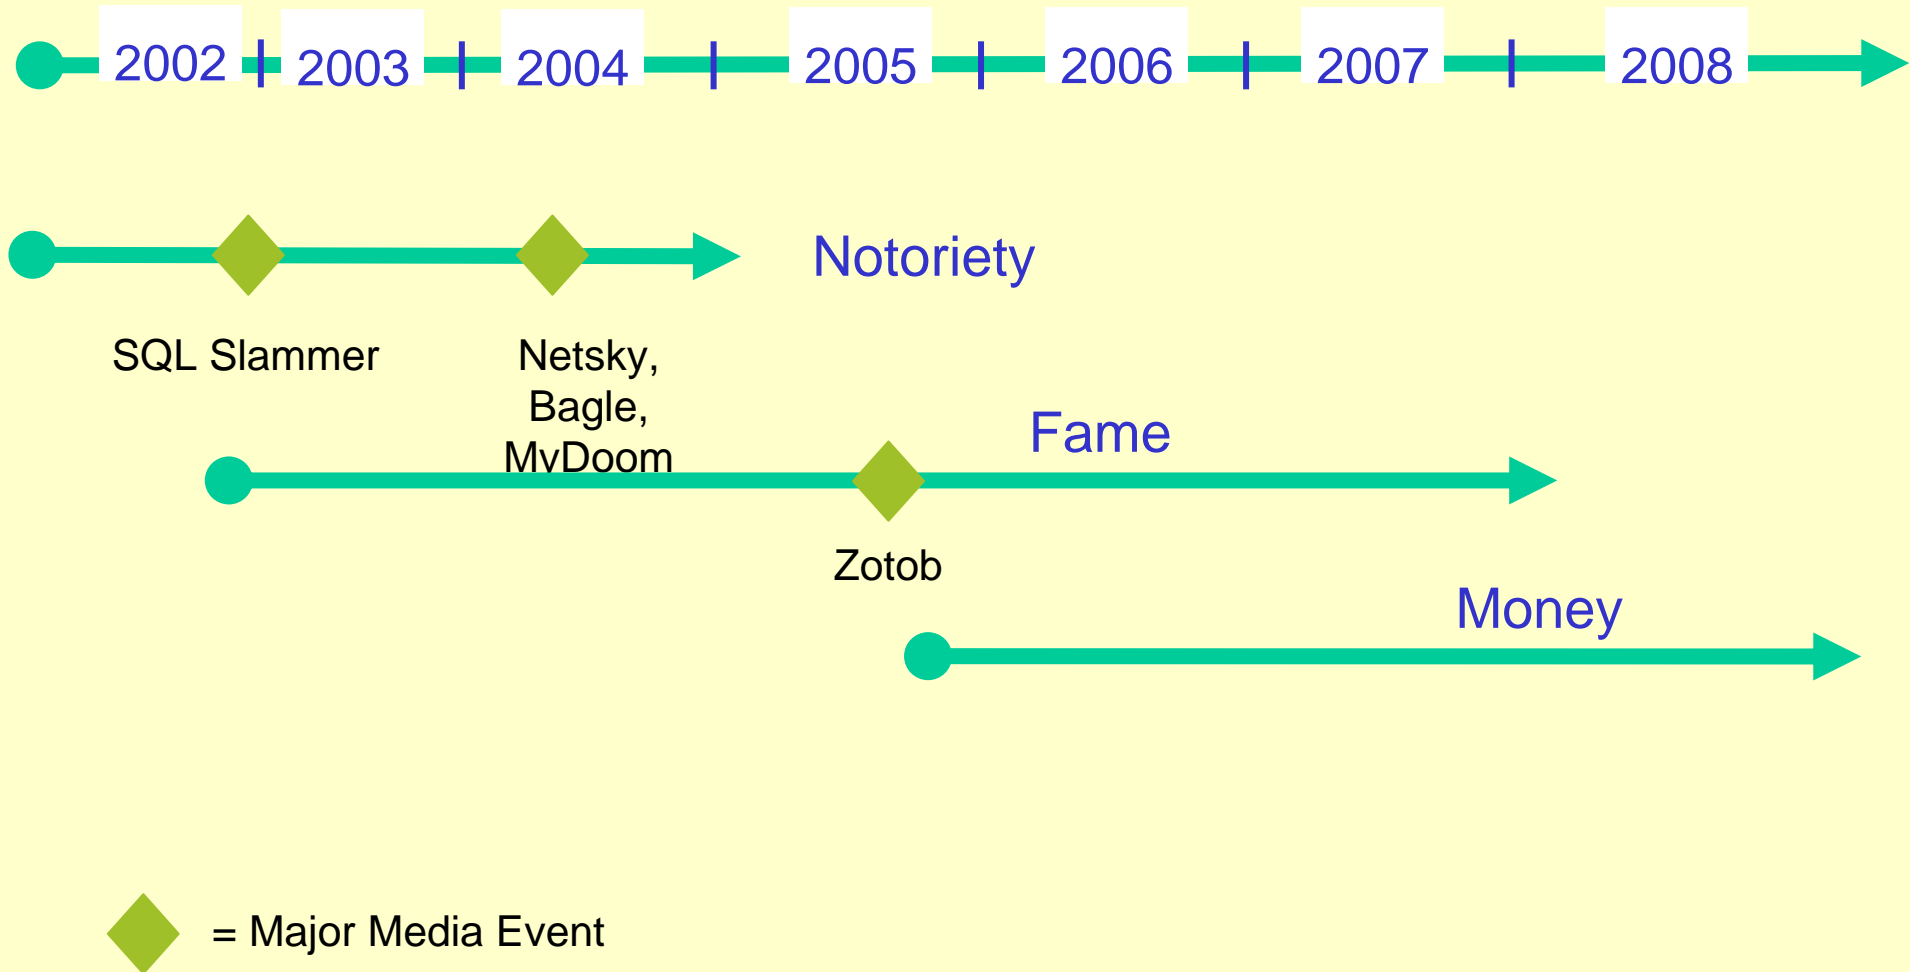 2002 2003 2004 2005 2006 2007 2008
Notoriety
SQL Slammer
Netsky,
Bagle,
MyDoom
Fame
Zotob
Money
= Major Media Event